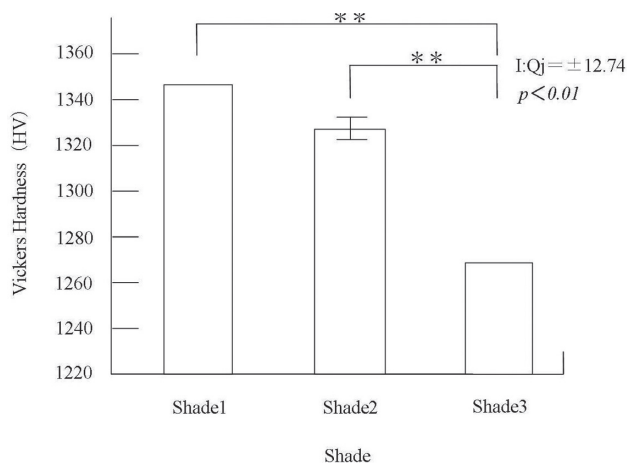 **
1360
**
I:Qj=±12.74
p<0.01
1340
1320
1300
1280
1260
1240
1220
Vickers Hardness (HV)
Shade1 Shade2 Shade3
Shade